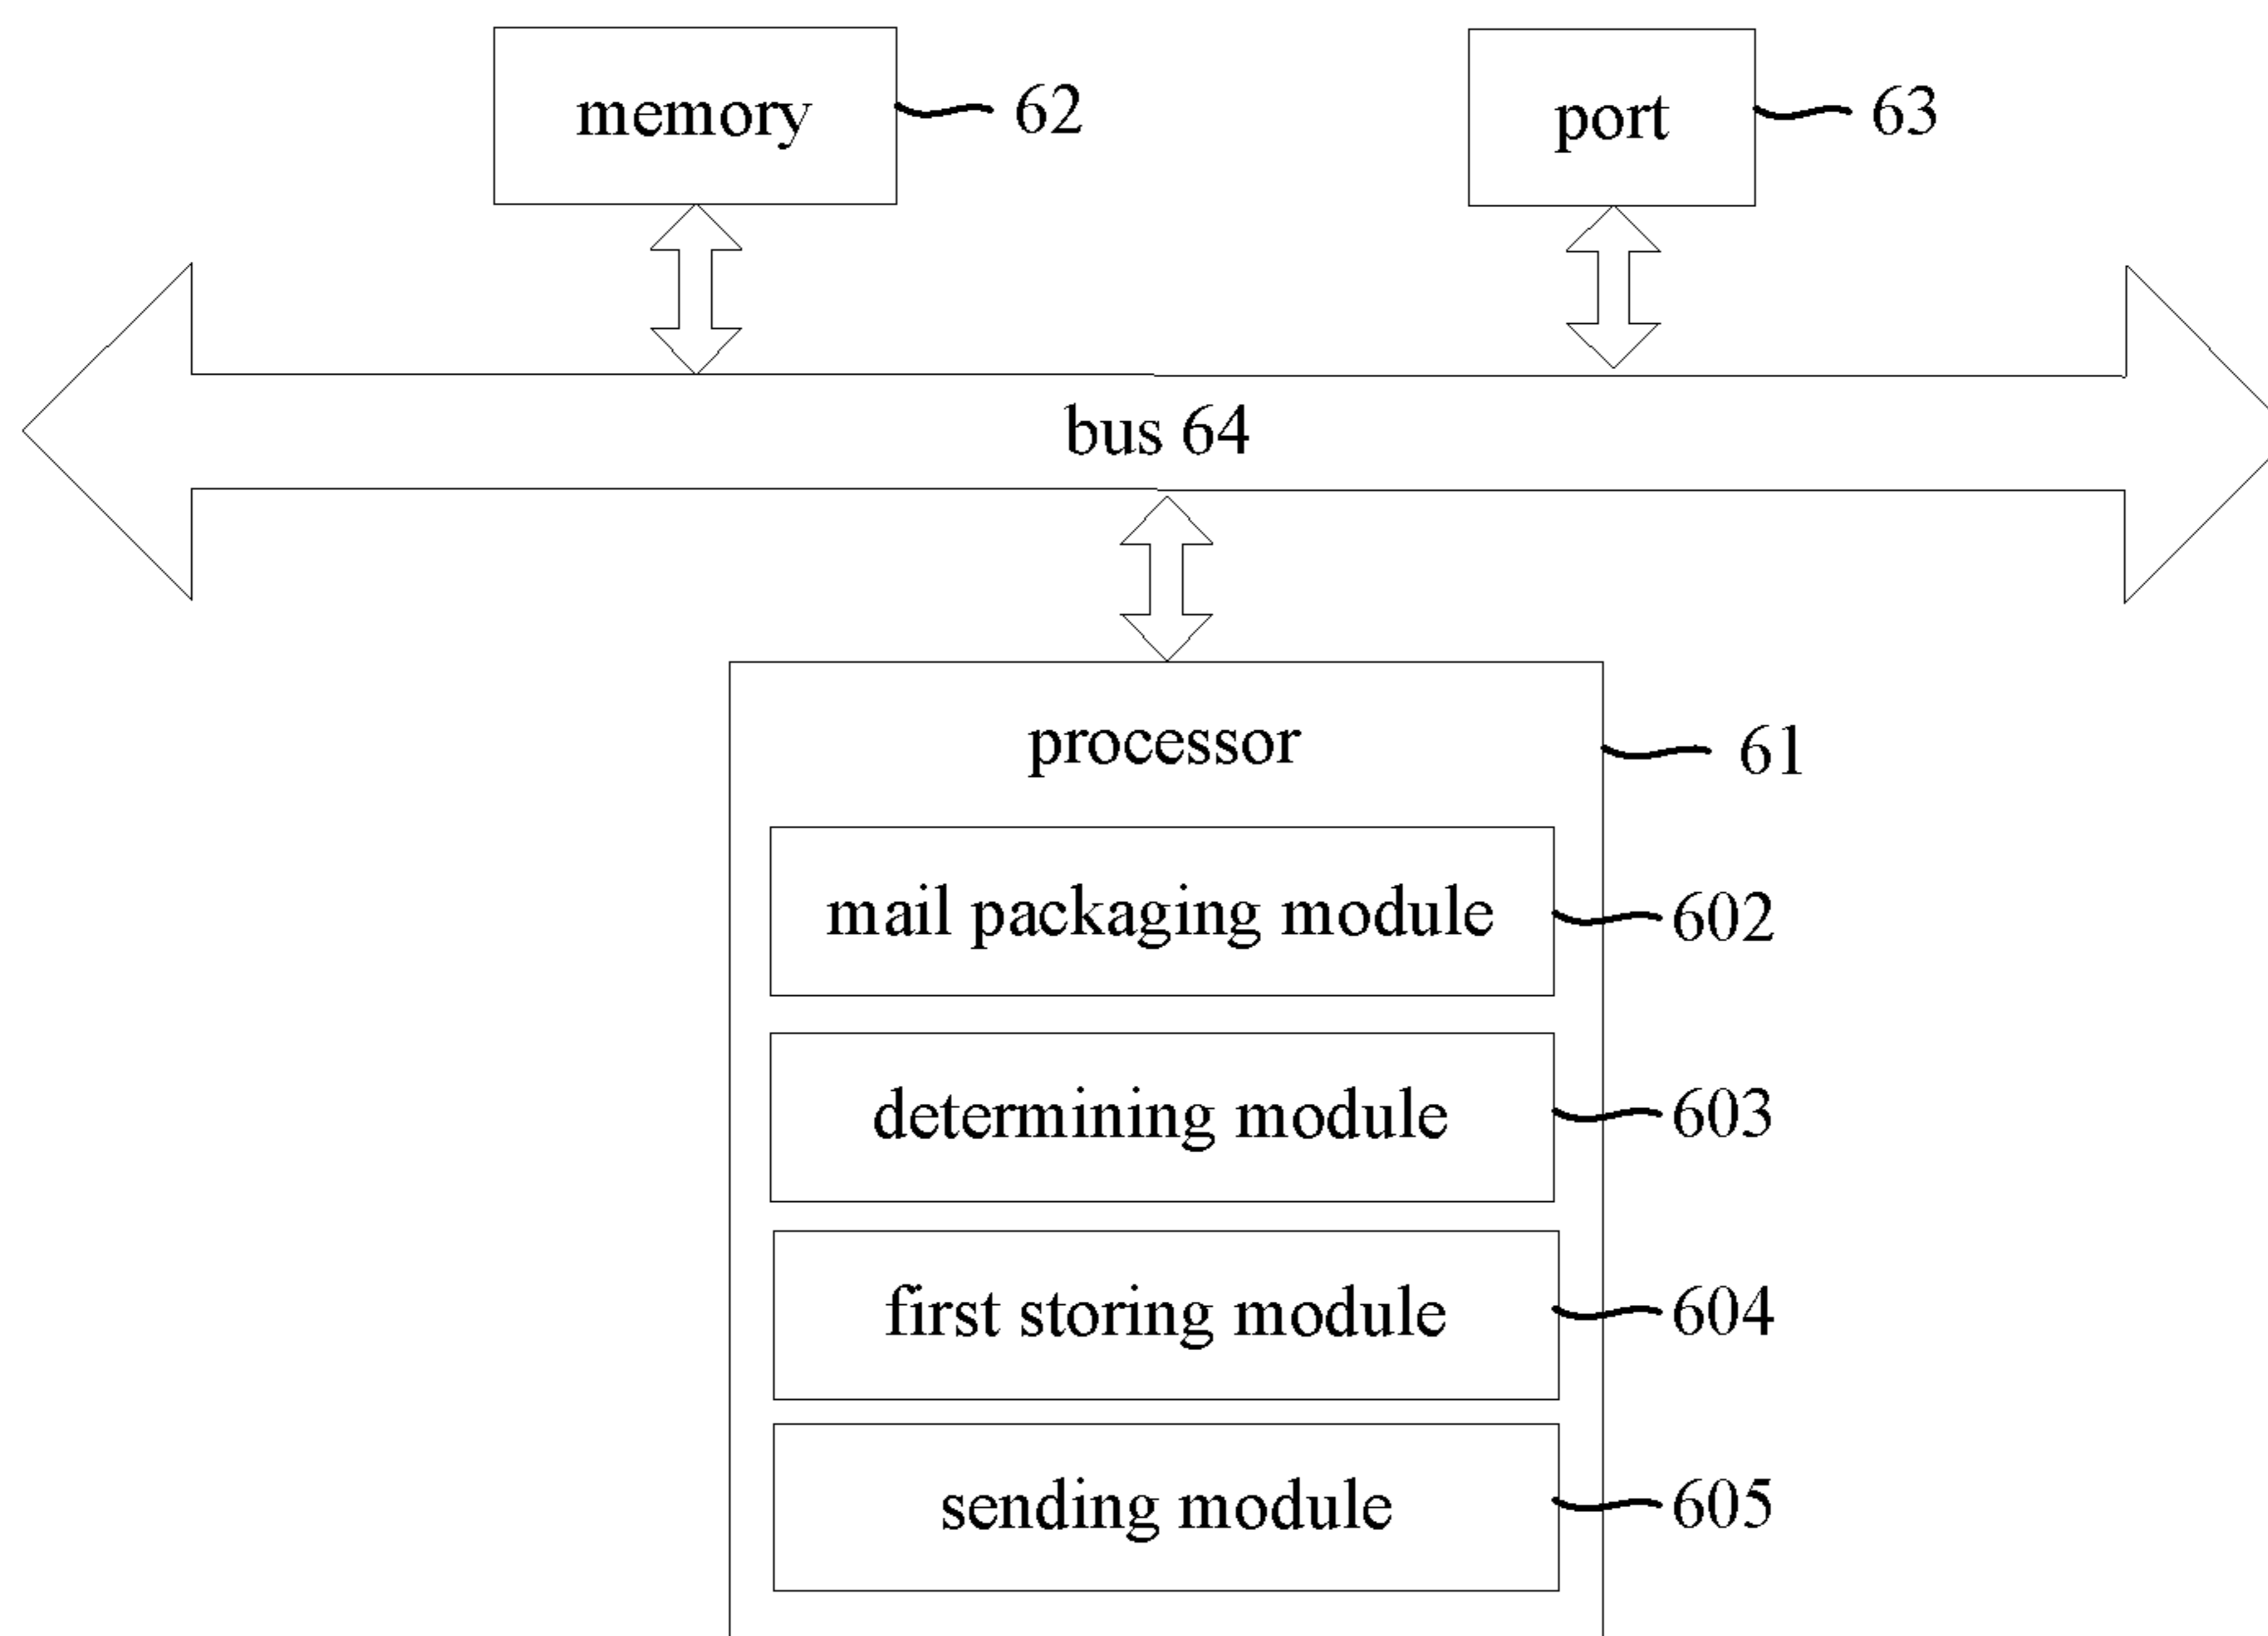 memory
62
port
63
bus 64
processor
61
mail packaging module
602
determining module
603
first storing module
604
sending module
605